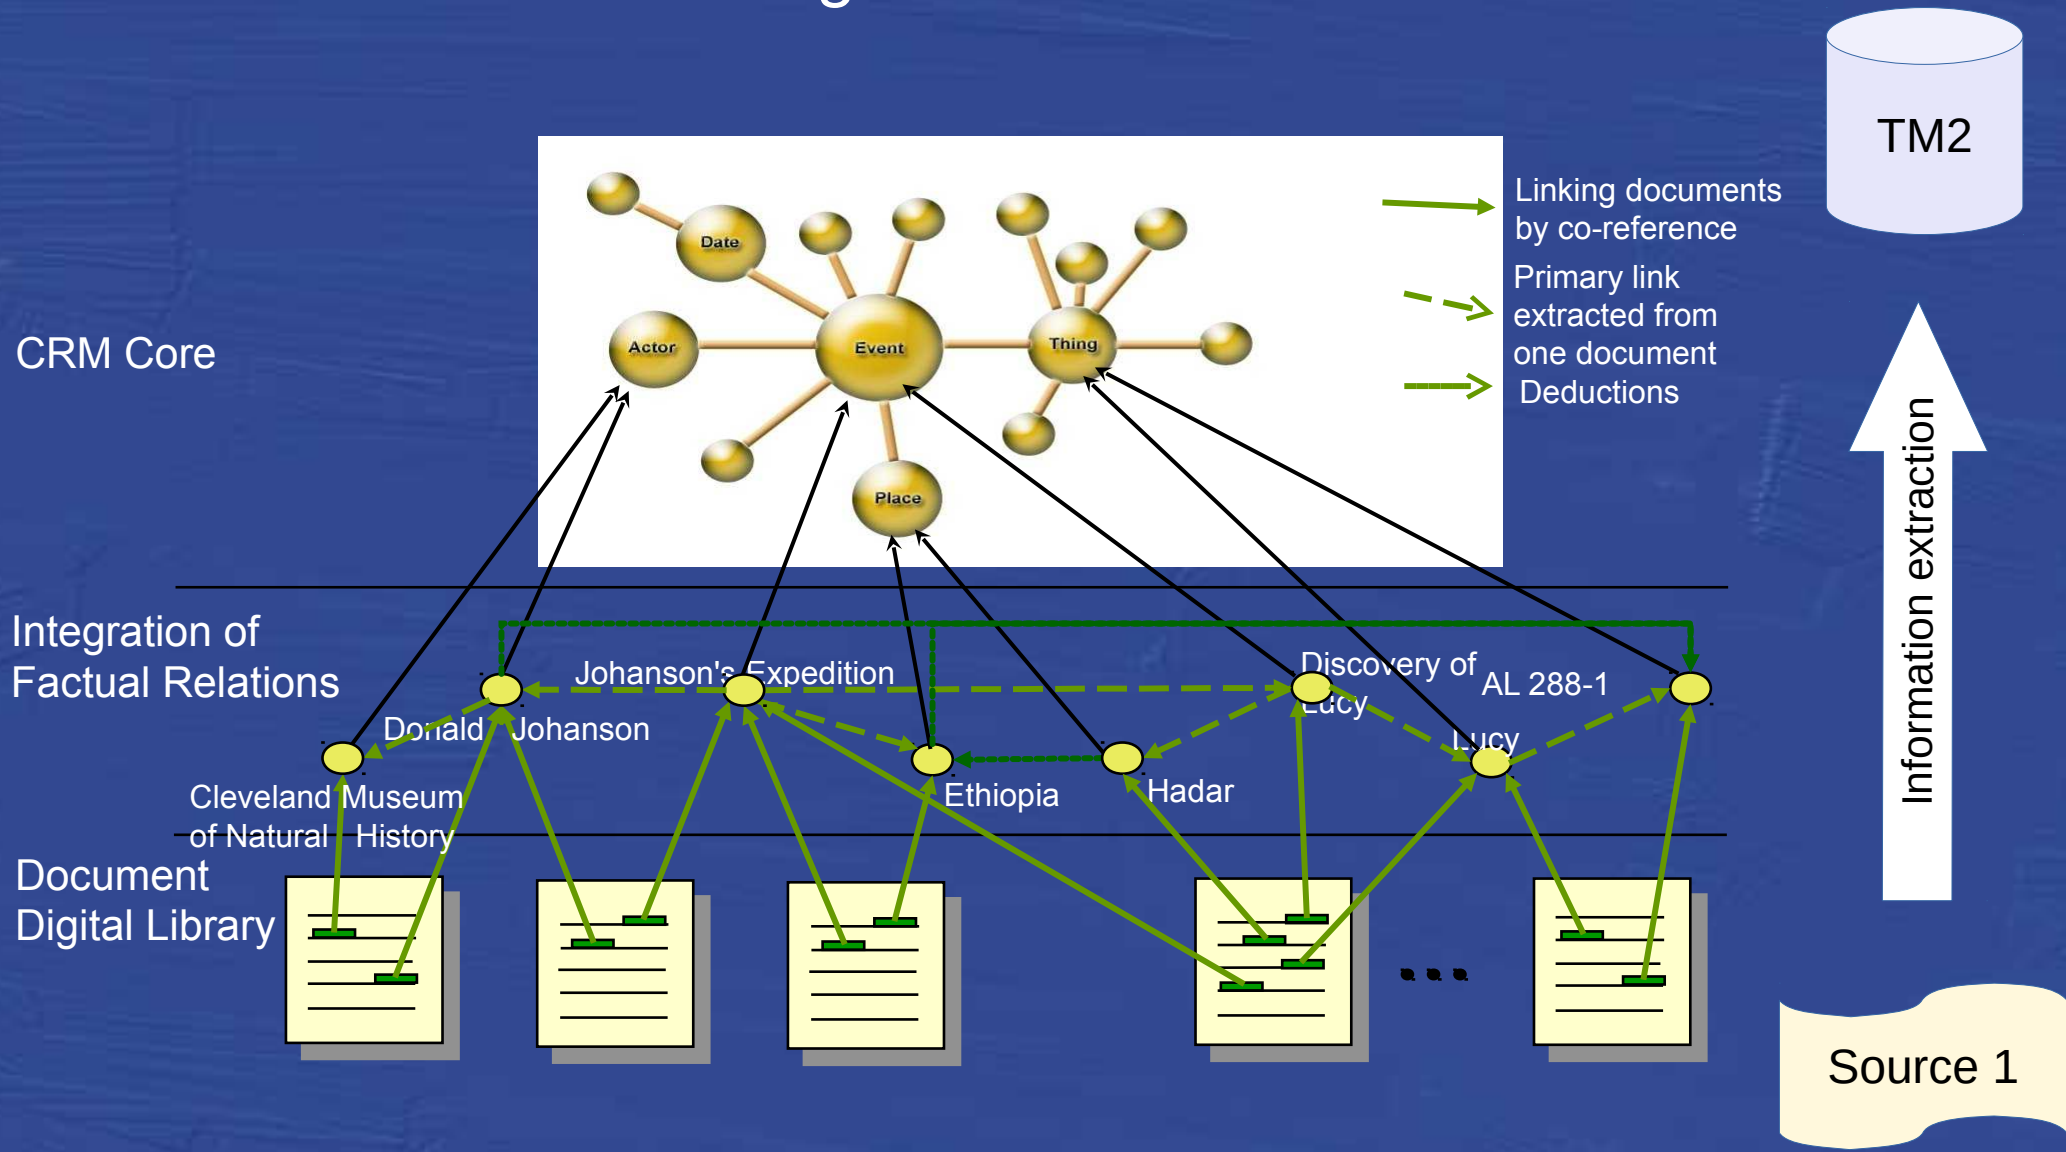 TM2
Linking documents
by co-reference
Primary link
extracted from
one document
Deductions
Date
Actor
Event
Thing
Place
CRM Core
Information extraction
Integration of
Factual Relations
Johanson's Expedition
Discovery of
Lucy
AL 288-1
Donald Johanson
Lucy
Cleveland Museum
of Natural History
Ethiopia
Hadar
Document
Digital Library
...
Source 1